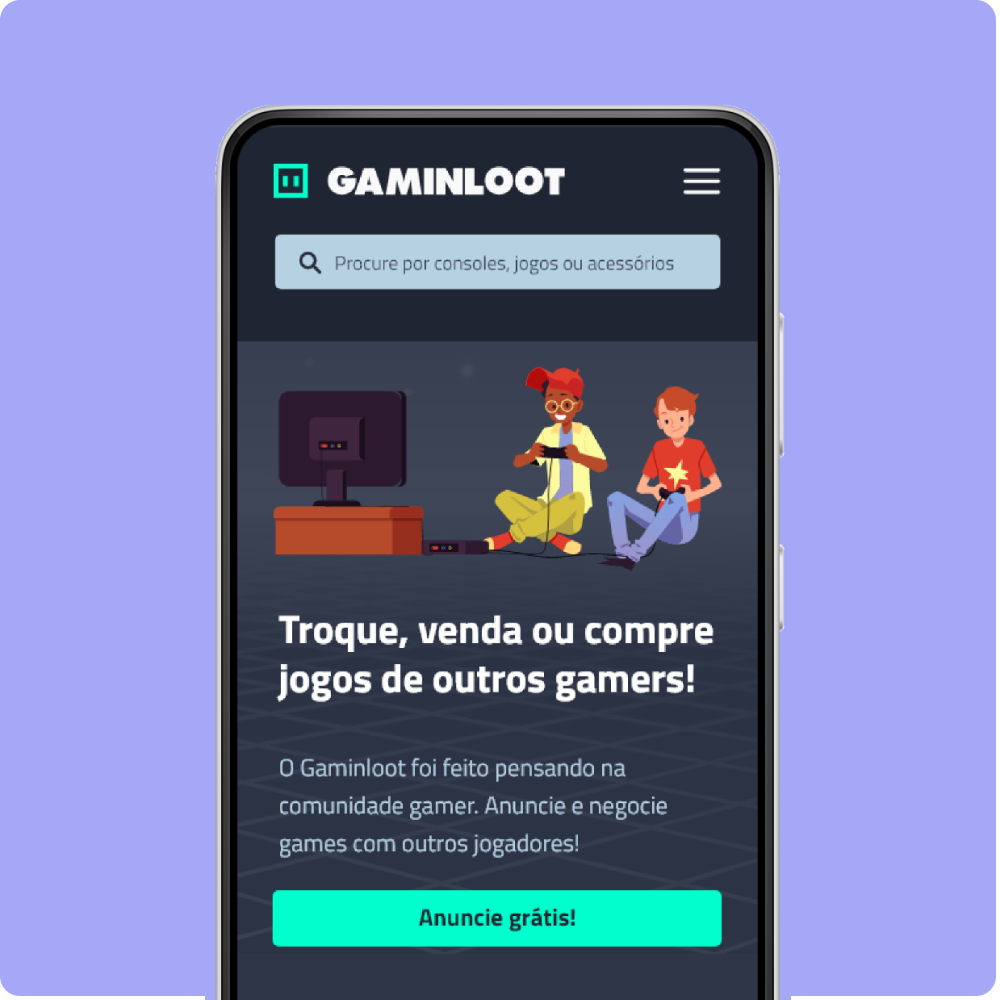 GAMINLOOT
Procure por consoles, jogos ou acessórios
Troque, venda ou compre
jogos de outros gamers!
O Gaminloot foi feito pensando na
comunidade gamer. Anuncie e negocie
games com outros jogadores!
Anuncie grátis!